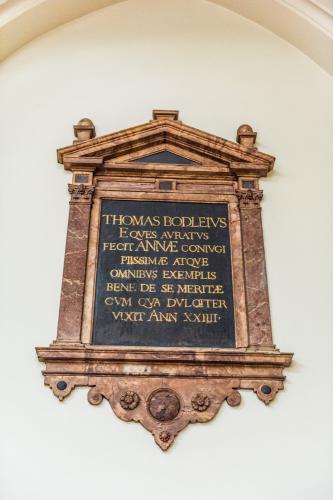 THOMAS BODLEIVS
EQVES AVRATVS
FECIT ANNÆ CONIVGI
PIISSIMÆ ATQVE
OMNIBVS EXEMPLIS
BENE DE SE MERITÆ
CVM QVA DVLCITER
VIXIT ANN XXIIII.